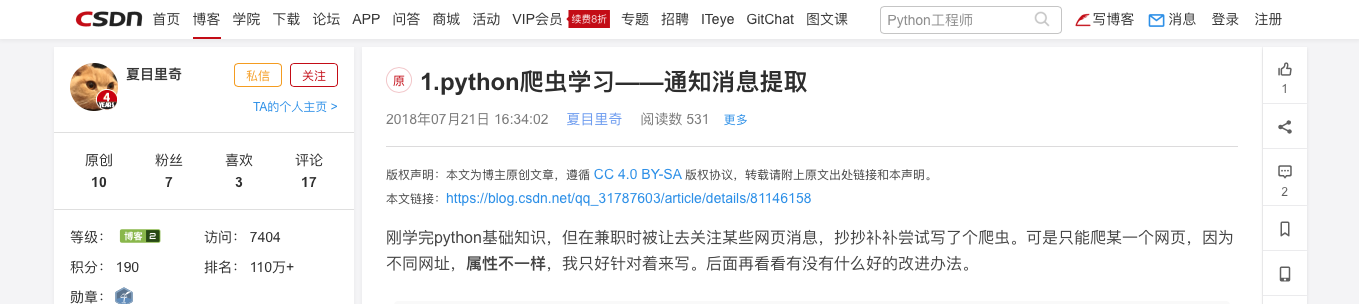 CSDN 首页 博客 学院 下载 论坛 APP 问答 商城 活动 VIP会员 续费8折 专题 招聘 ITeye GitChat 图文课 Python工程师 写博客 消息 登录 注册
夏目里奇 私信 关注
4 YEARS
TA的个人主页 >
原创 粉丝 喜欢 评论
10 7 3 17
等级: 博客 2 访问: 7404
积分: 190 排名: 110万+
勋章:
原 1.python爬虫学习——通知消息提取
2018年07月21日 16:34:02 夏目里奇 阅读数 531 更多
版权声明:本文为博主原创文章,遵循 CC 4.0 BY-SA 版权协议,转载请附上原文出处链接和本声明。
本文链接:https://blog.csdn.net/qq_31787603/article/details/81146158
刚学完python基础知识,但在兼职时被让去关注某些网页消息,抄抄补补尝试写了个爬虫。可是只能爬某一个网页,因为
不同网址,属性不一样,我只好针对着来写。后面再看看有没有什么好的改进办法。
1
2